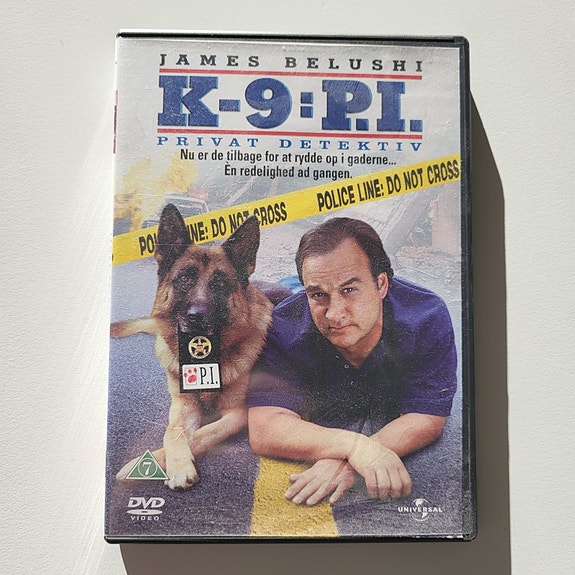 JAMES BELUSHI
K-9:P.I.
PRIVAT DETEKTIV
Nu er de tilbage for at rydde op i gaderne...
Èn redelighed ad gangen.
POLICE LINE: DO NOT CROSS
POLICE LINE: DO NOT CROSS
P.I.
7
DVD
VIDEO
UNIVERSAL